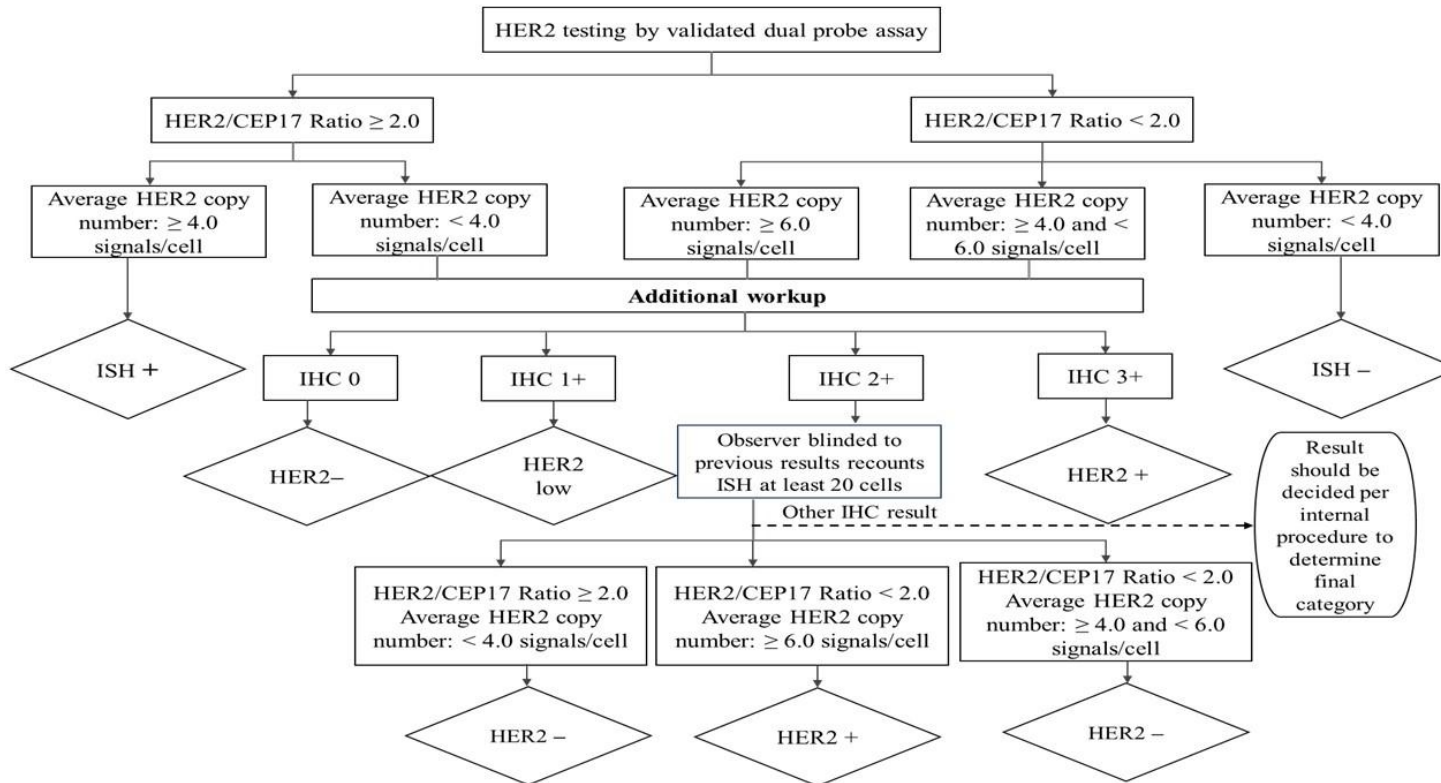 HER2 testing by validated dual probe assay
HER2/CEP17 Ratio ≥ 2.0
HER2/CEP17 Ratio < 2.0
Average HER2 copy
number: ≥ 4.0
signals/cell
Average HER2 copy
number: < 4.0
signals/cell
Average HER2 copy
number: ≥ 6.0
signals/cell
Average HER2 copy
number: ≥ 4.0 and <
6.0 signals/cell
Average HER2 copy
number: < 4.0
signals/cell
Additional workup
ISH +
IHC 0
IHC 1+
IHC 2+
IHC 3+
ISH –
HER2–
HER2
low
Observer blinded to
previous results recounts
ISH at least 20 cells
HER2 +
Result
should be
decided per
internal
procedure to
determine
final
category
Other IHC result
HER2/CEP17 Ratio ≥ 2.0
Average HER2 copy
number: < 4.0 signals/cell
HER2/CEP17 Ratio < 2.0
Average HER2 copy
number: ≥ 6.0 signals/cell
HER2/CEP17 Ratio < 2.0
Average HER2 copy
number: ≥ 4.0 and < 6.0
signals/cell
HER2 –
HER2 +
HER2 –